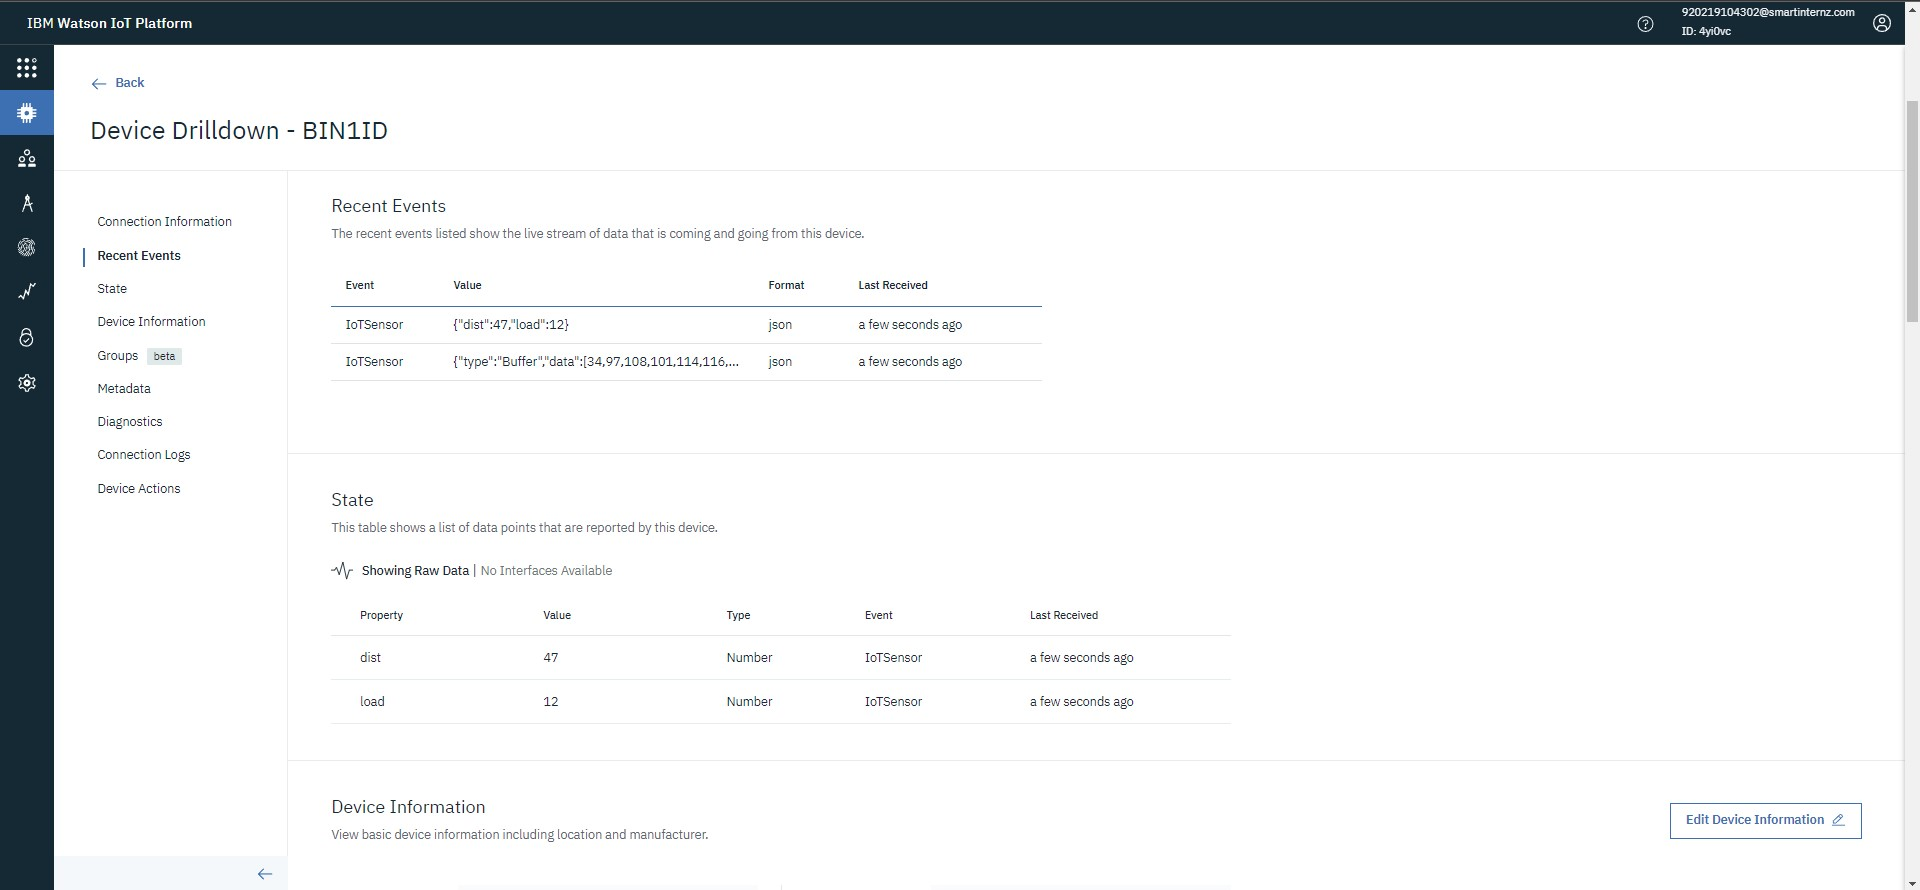 IBM Watson IoT Platform
920219104302@smartinternz.com
ID: 4yi0vc
Back
Device Drilldown - BIN1ID
Connection Information
Recent Events
State
Device Information
Groups beta
Metadata
Diagnostics
Connection Logs
Device Actions
Recent Events
The recent events listed show the live stream of data that is coming and going from this device.
Event Value Format Last Received
IoTSensor {"dist":47,"load":12} json a few seconds ago
IoTSensor {"type":"Buffer","data":[34,97,108,101,114,116,... json a few seconds ago
State
This table shows a list of data points that are reported by this device.
Showing Raw Data | No Interfaces Available
Property Value Type Event Last Received
dist 47 Number IoTSensor a few seconds ago
load 12 Number IoTSensor a few seconds ago
Device Information
View basic device information including location and manufacturer.
Edit Device Information